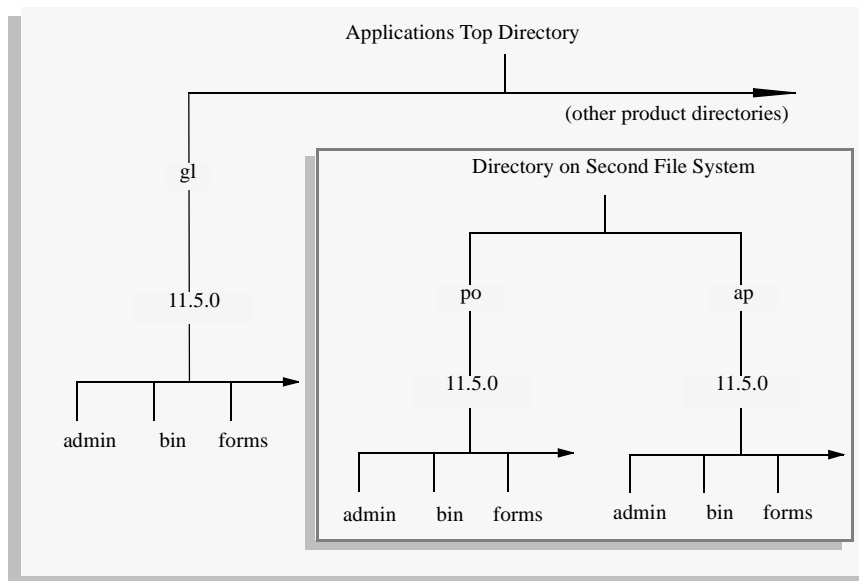 Applications Top Directory
(other product directories)
gl
Directory on Second File System
11.5.0
po
ap
11.5.0
11.5.0
admin
bin
forms
admin
bin
forms
admin
bin
forms